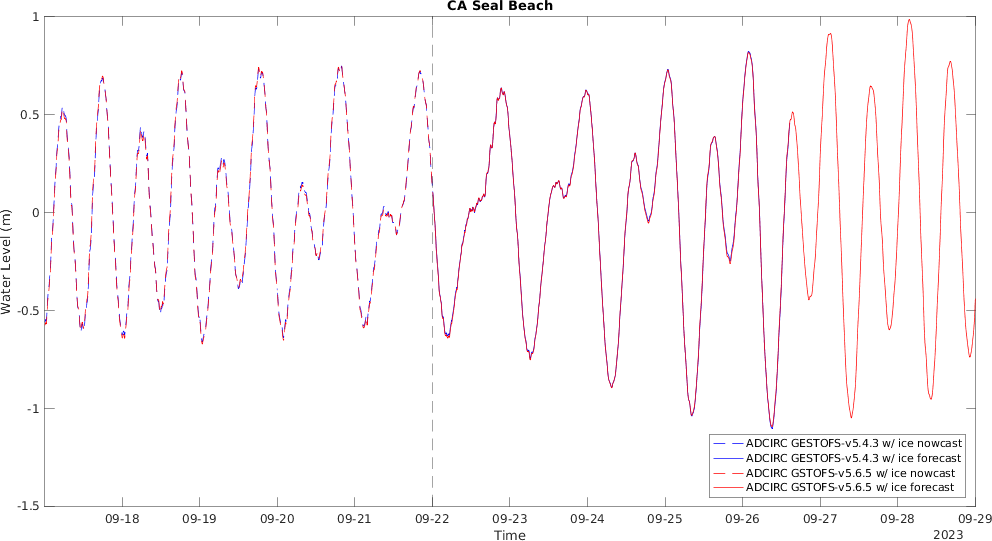 CA Seal Beach
1
0.5
0
-0.5
-1
-1.5
Water Level (m)
ADCIRC GESTOFS-v5.4.3 w/ ice nowcast
ADCIRC GESTOFS-v5.4.3 w/ ice forecast
ADCIRC GSTOFS-v5.6.5 w/ ice nowcast
ADCIRC GSTOFS-v5.6.5 w/ ice forecast
09-18 09-19 09-20 09-21 09-22 09-23 09-24 09-25 09-26 09-27 09-28 09-29
Time
2023